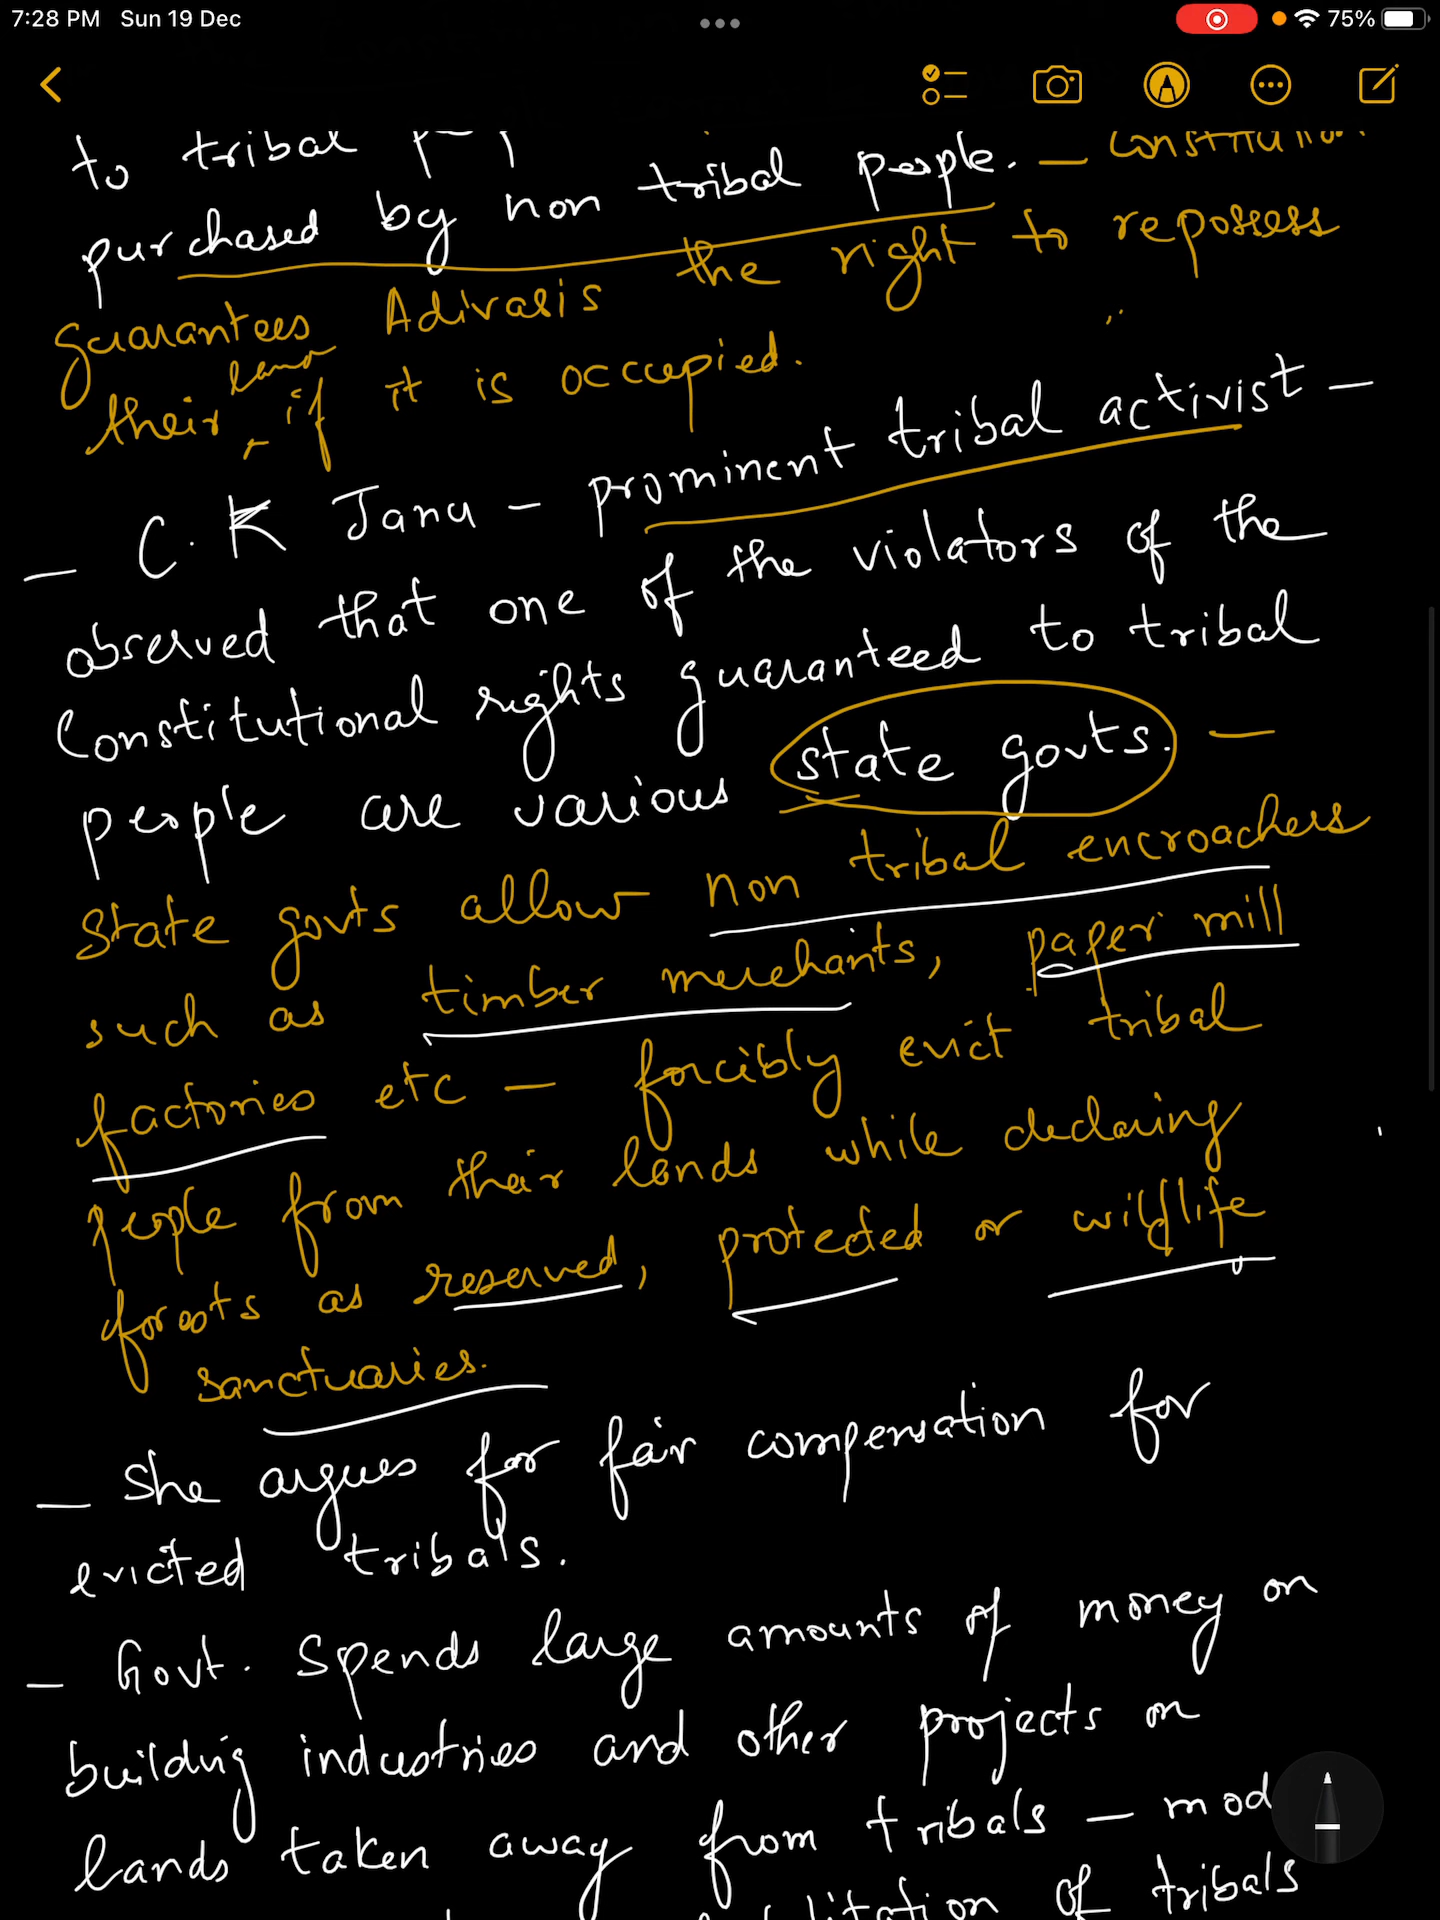 7:28 PM Sun 19 Dec
75%
to tribal
purchased by non tribal people. —
guarantees Adivasis the right to repossess
their land if it is occupied.
— C. K Janu – prominent tribal activist –
observed that one of the violators of the
Constitutional rights guaranteed to tribal
people are various state govts. —
State govts allow non tribal encroachers
such as timber merchants, paper mill
factories etc — forcibly evict tribal
people from their lands while declaring
forests as reserved, protected or wildlife
sanctuaries.
— She argues for fair compensation for
evicted tribals.
— Govt. spends large amounts of money on
building industries and other projects on
lands taken away from tribals —
of tribals